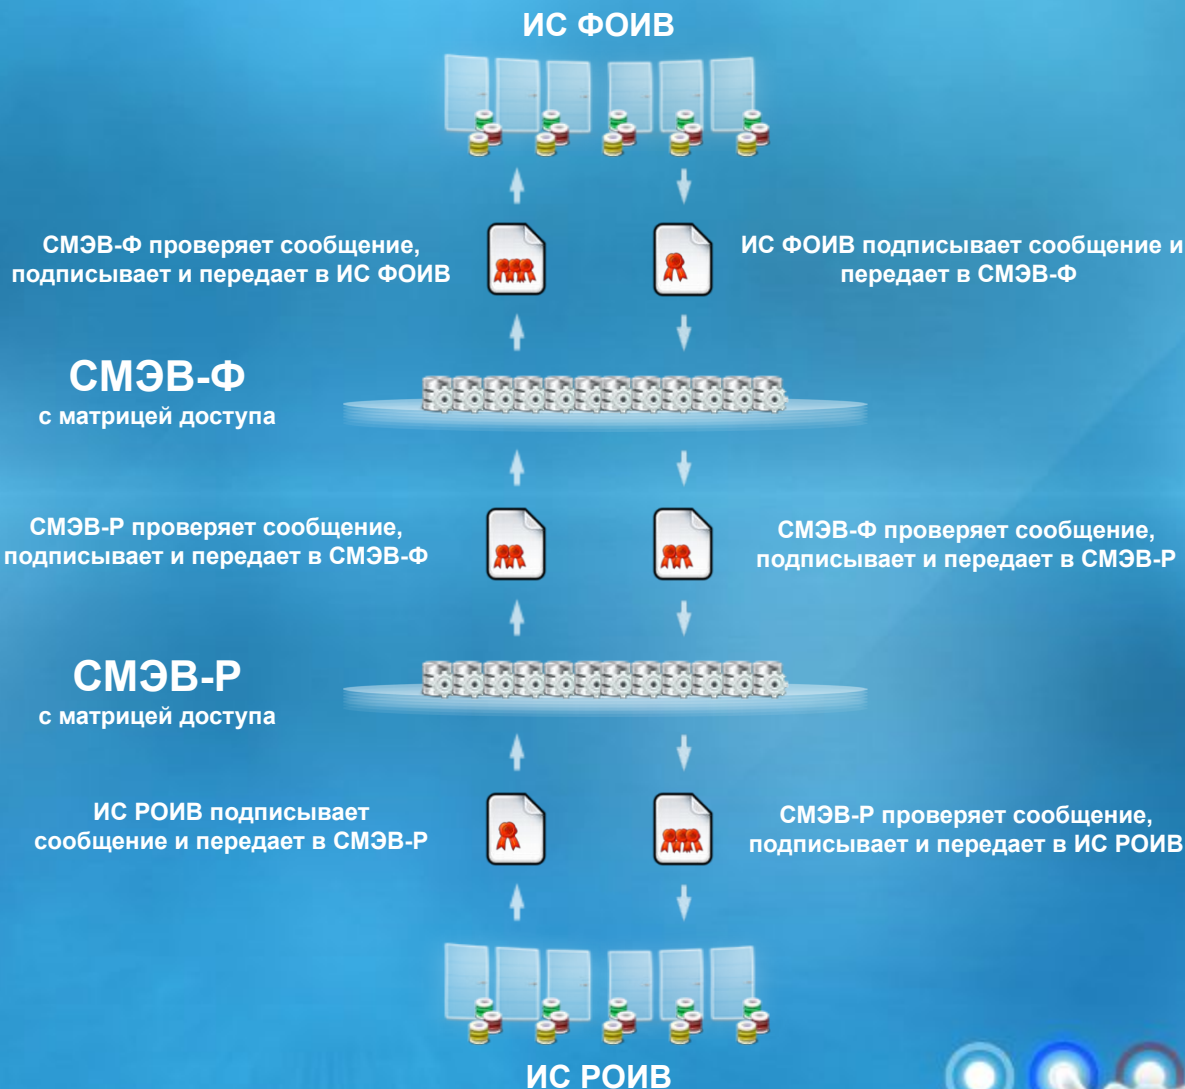 ИС ФОИВ
СМЭВ-Ф проверяет сообщение,
подписывает и передает в ИС ФОИВ
ИС ФОИВ подписывает сообщение и
передает в СМЭВ-Ф
СМЭВ-Ф
с матрицей доступа
СМЭВ-Р проверяет сообщение,
подписывает и передает в СМЭВ-Ф
СМЭВ-Ф проверяет сообщение,
подписывает и передает в СМЭВ-Р
СМЭВ-Р
с матрицей доступа
ИС РОИВ подписывает
сообщение и передает в СМЭВ-Р
СМЭВ-Р проверяет сообщение,
подписывает и передает в ИС РОИВ
ИС РОИВ